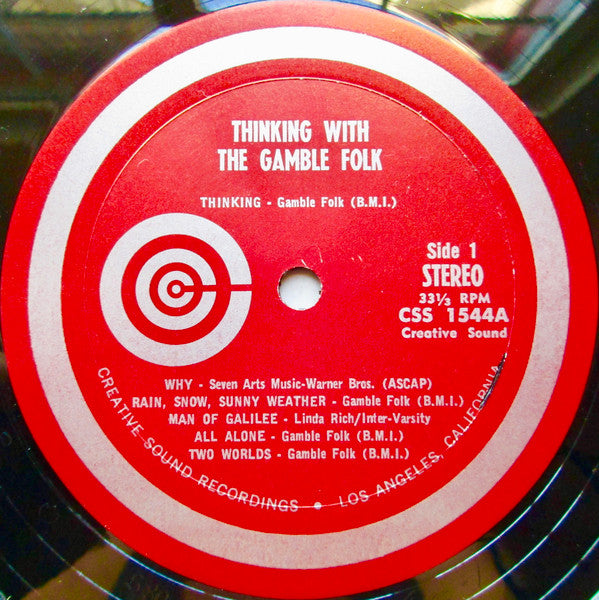 THINKING WITH
THE GAMBLE FOLK
THINKING - Gamble Folk (B.M.I.)
Side 1
STEREO
33⅓ RPM
CSS 1544A
Creative Sound
WHY - Seven Arts Music-Warner Bros. (ASCAP)
RAIN, SNOW, SUNNY WEATHER - Gamble Folk (B.M.I.)
MAN OF GALILEE - Linda Rich/Inter-Varsity
ALL ALONE - Gamble Folk (B.M.I.)
TWO WORLDS - Gamble Folk (B.M.I.)
CREATIVE SOUND RECORDINGS • LOS ANGELES, CALIFORNIA